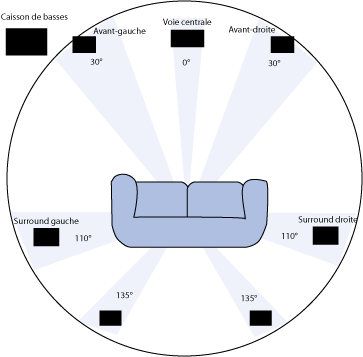 Caisson de basses
Avant-gauche
Voie centrale
Avant-droite
30°
0°
30°
Surround gauche
Surround droite
110°
110°
135°
135°